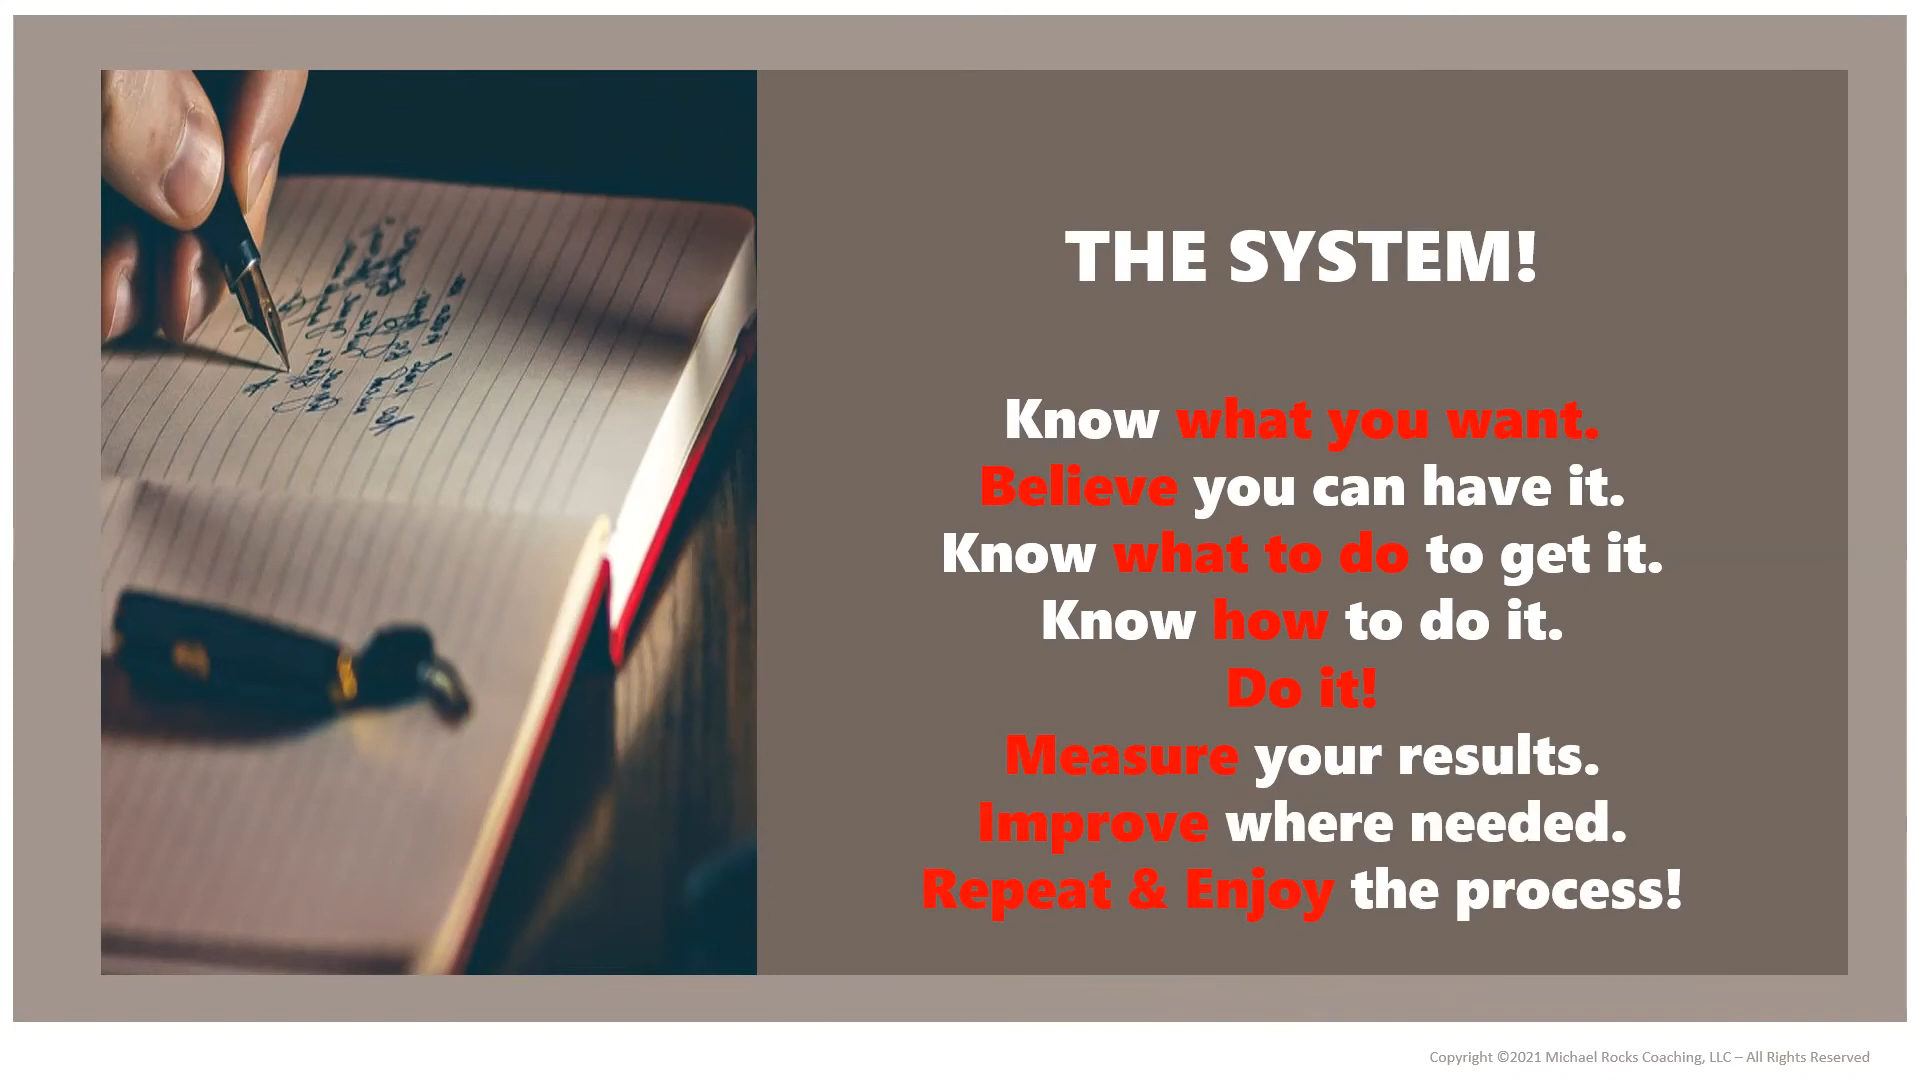 THE SYSTEM!
Know what you want.
Believe you can have it.
Know what to do to get it.
Know how to do it.
Do it!
Measure your results.
Improve where needed.
Repeat & Enjoy the process!
Copyright ©2021 Michael Rocks Coaching, LLC – All Rights Reserved